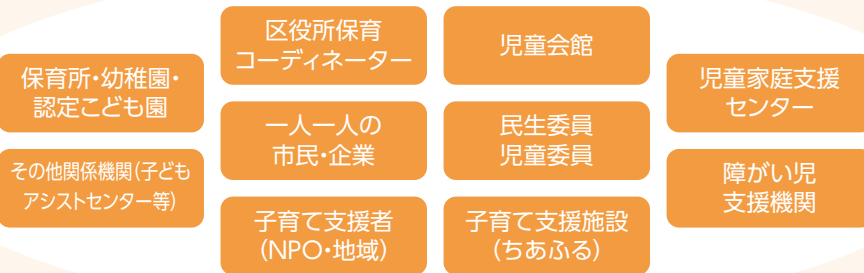 区役所保育
コーディネーター
児童会館
保育所・幼稚園・
認定こども園
児童家庭支援
センター
一人一人の
市民・企業
民生委員
児童委員
その他関係機関(子ども
アシストセンター等)
障がい児
支援機関
子育て支援者
(NPO・地域)
子育て支援施設
(ちあふる)